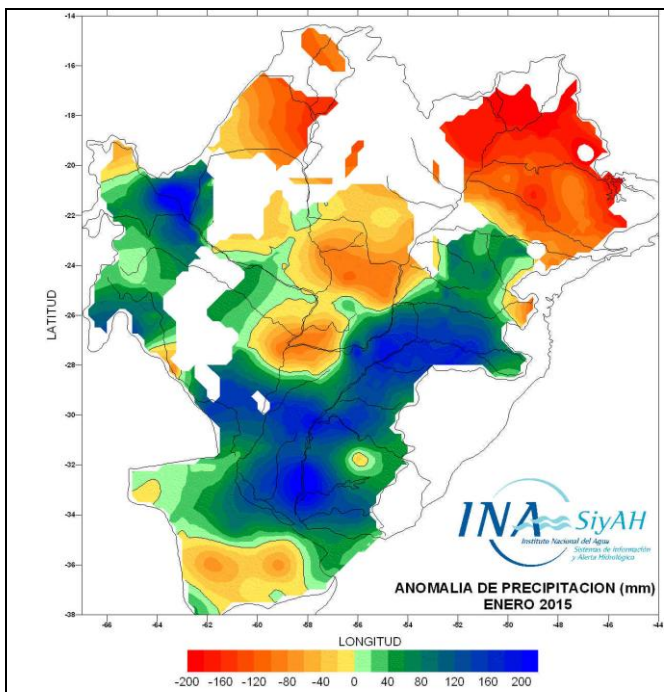 -14
-16
-18
-20
-22
-24
-26
-28
-30
-32
-34
-36
-38
LATITUD
-66 -64 -62 -60 -58 -56 -54 -52 -50 -48 -46 -44
LONGITUD
INA SiyAH
Instituto Nacional del Agua
Sistemas de Información
y Alerta Hidrológico
ANOMALIA DE PRECIPITACION (mm)
ENERO 2015
-200 -160 -120 -80 -40 0 40 80 120 160 200